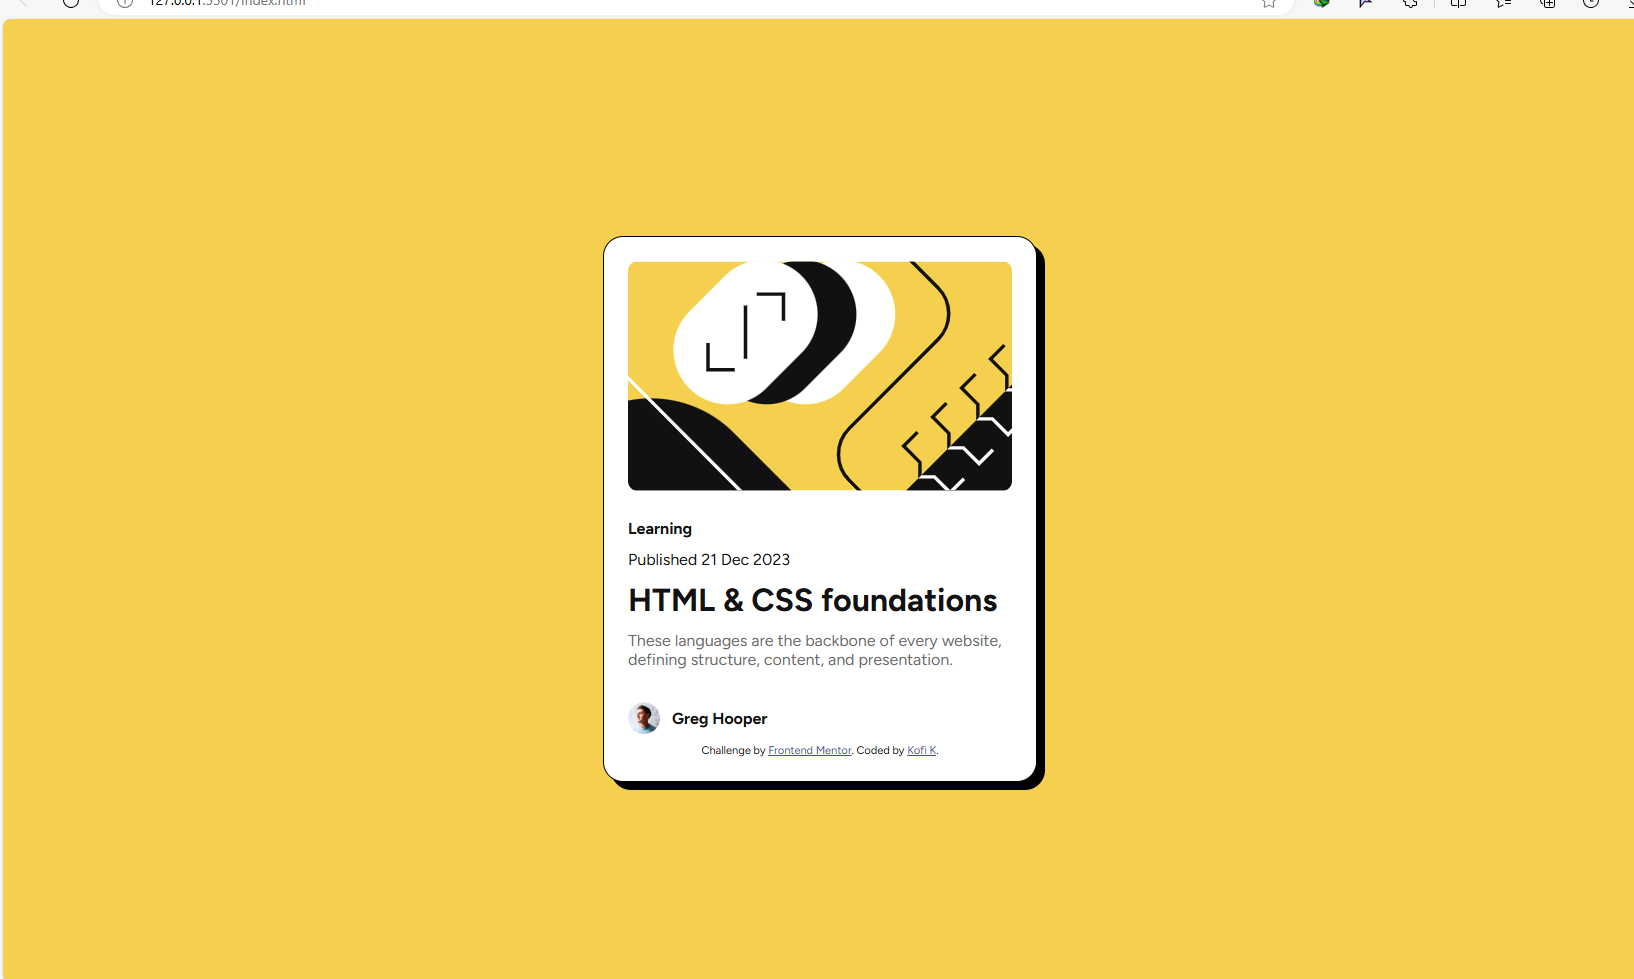 127.0.0.1:5501/index.html
Learning
Published 21 Dec 2023
HTML & CSS foundations
These languages are the backbone of every website,
defining structure, content, and presentation.
Greg Hooper
Challenge by Frontend Mentor. Coded by Kofi K.